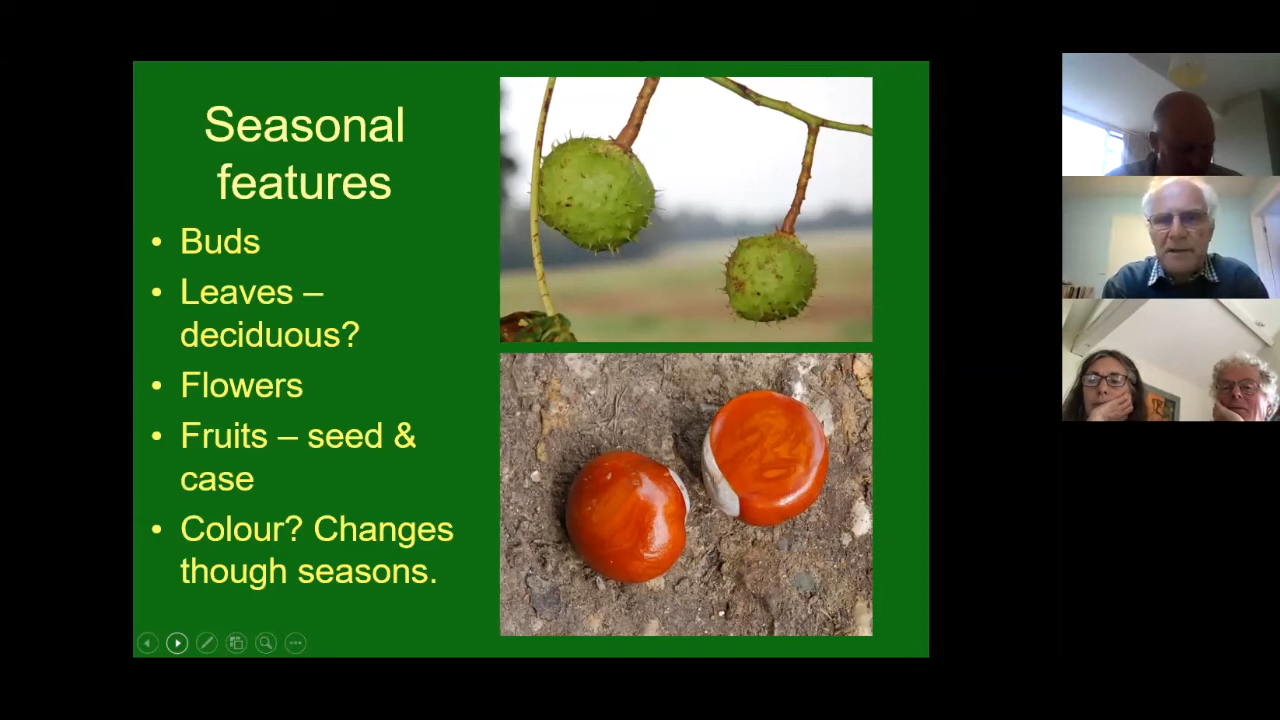 Seasonal
features
• Buds
• Leaves –
deciduous?
• Flowers
• Fruits – seed &
case
• Colour? Changes
though seasons.